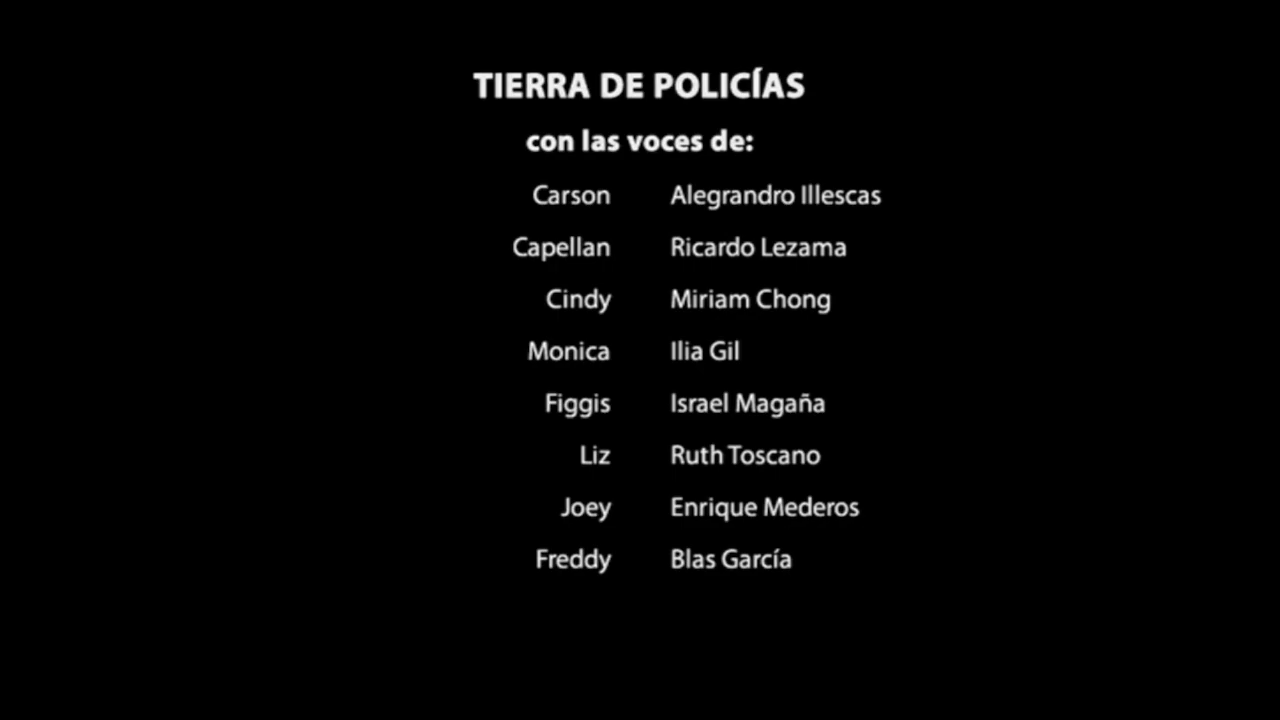 TIERRA DE POLICÍAS
con las voces de:
Carson Alegrandro Illescas
Capellan Ricardo Lezama
Cindy Miriam Chong
Monica Ilia Gil
Figgis Israel Magaña
Liz Ruth Toscano
Joey Enrique Mederos
Freddy Blas García